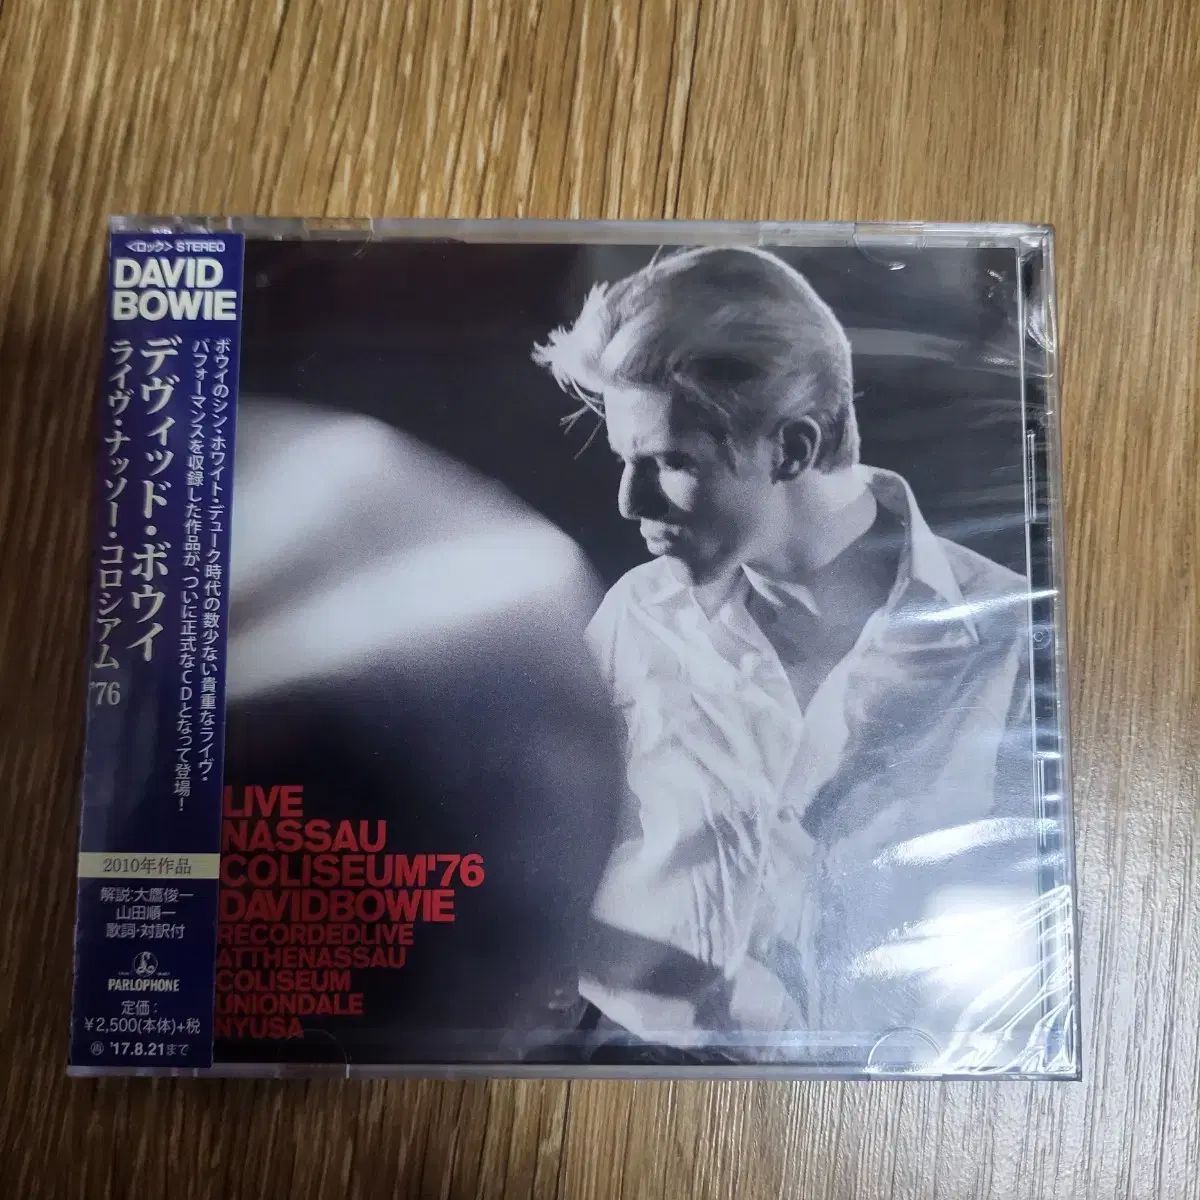 <ロック> STEREO
DAVID
BOWIE
デヴィッド・ボウイ
ライヴ・ナッソー・コロシアム '76
ボウイのシン・ホワイト・デューク時代の数少ない貴重なライヴ・
パフォーマンスを収録した作品が、ついに正式なCDとなって登場!
2010年作品
解説:大鷹俊一
山田順一
歌詞・対訳付
PARLOPHONE
定価:
¥2,500(本体)+税
再 '17.8.21まで
LIVE
NASSAU
COLISEUM'76
DAVIDBOWIE
RECORDEDLIVE
ATTHENASSAU
COLISEUM
UNIONDALE
NYUSA